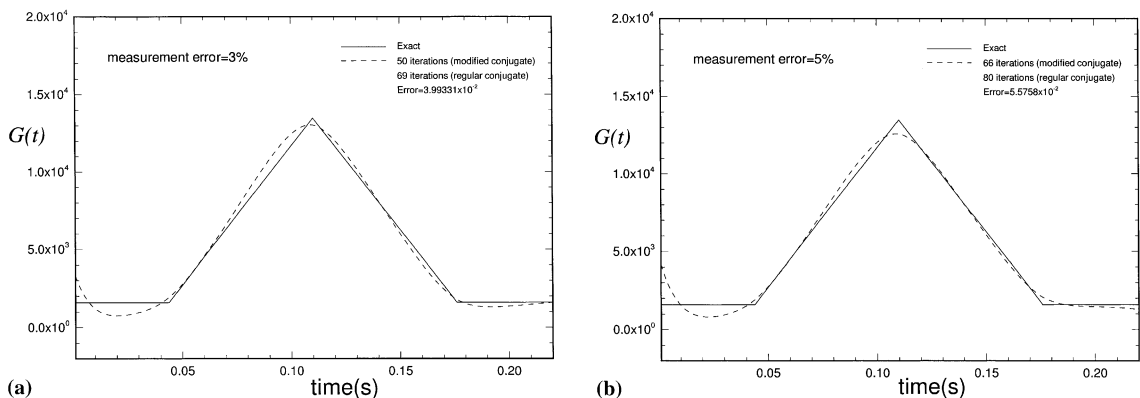 2.0x10⁴
measurement error=3%
Exact
50 iterations (modified conjugate)
69 iterations (regular conjugate)
Error=3.99331x10⁻²
1.5x10⁴
G(t)
1.0x10⁴
5.0x10³
0.0x10⁰
0.05
0.10
0.15
0.20
(a)
time(s)
2.0x10⁴
measurement error=5%
Exact
66 iterations (modified conjugate)
80 iterations (regular conjugate)
Error=5.5758x10⁻²
1.5x10⁴
G(t)
1.0x10⁴
5.0x10³
0.0x10⁰
0.05
0.10
0.15
0.20
(b)
time(s)